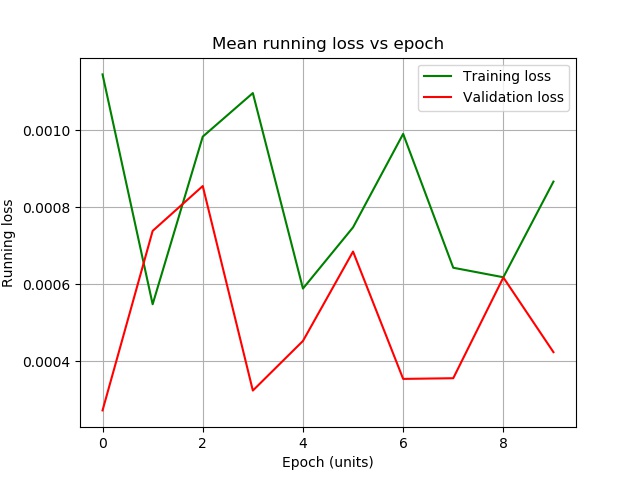 Mean running loss vs epoch
Training loss
Validation loss
0.0010
0.0008
0.0006
0.0004
Running loss
0 2 4 6 8
Epoch (units)